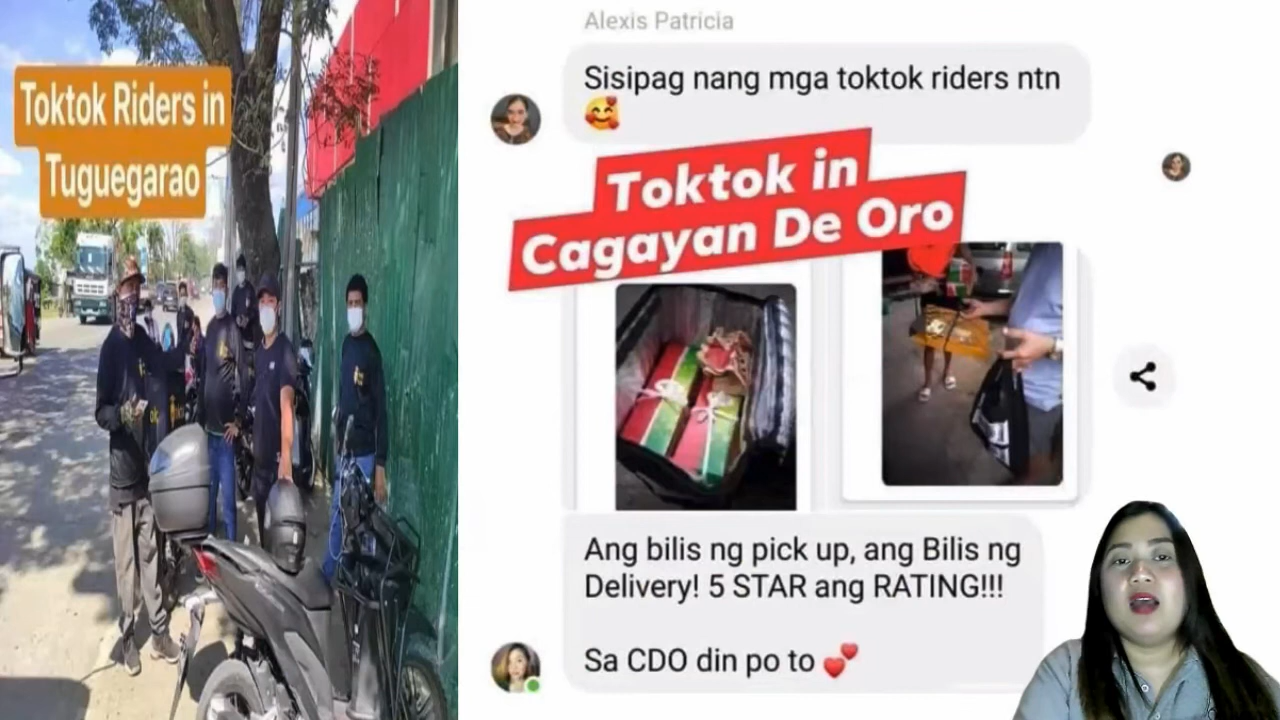 Toktok Riders in
Tuguegarao
Alexis Patricia
Sisipag nang mga toktok riders ntn
🥰
Toktok in
Cagayan De Oro
Ang bilis ng pick up, ang Bilis ng
Delivery! 5 STAR ang RATING!!!
Sa CDO din po to 💕